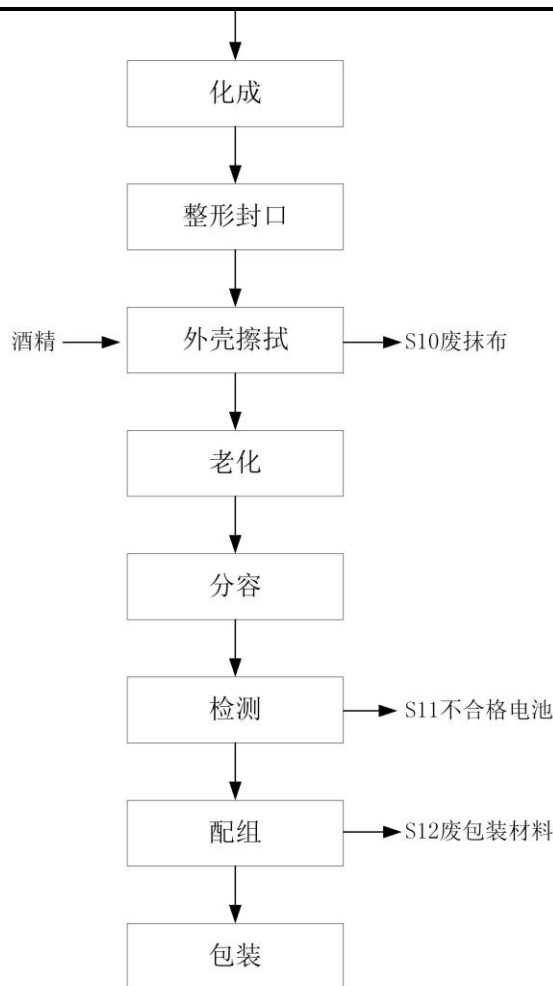 化成
整形封口
酒精
外壳擦拭
S10废抹布
老化
分容
检测
S11不合格电池
配组
S12废包装材料
包装